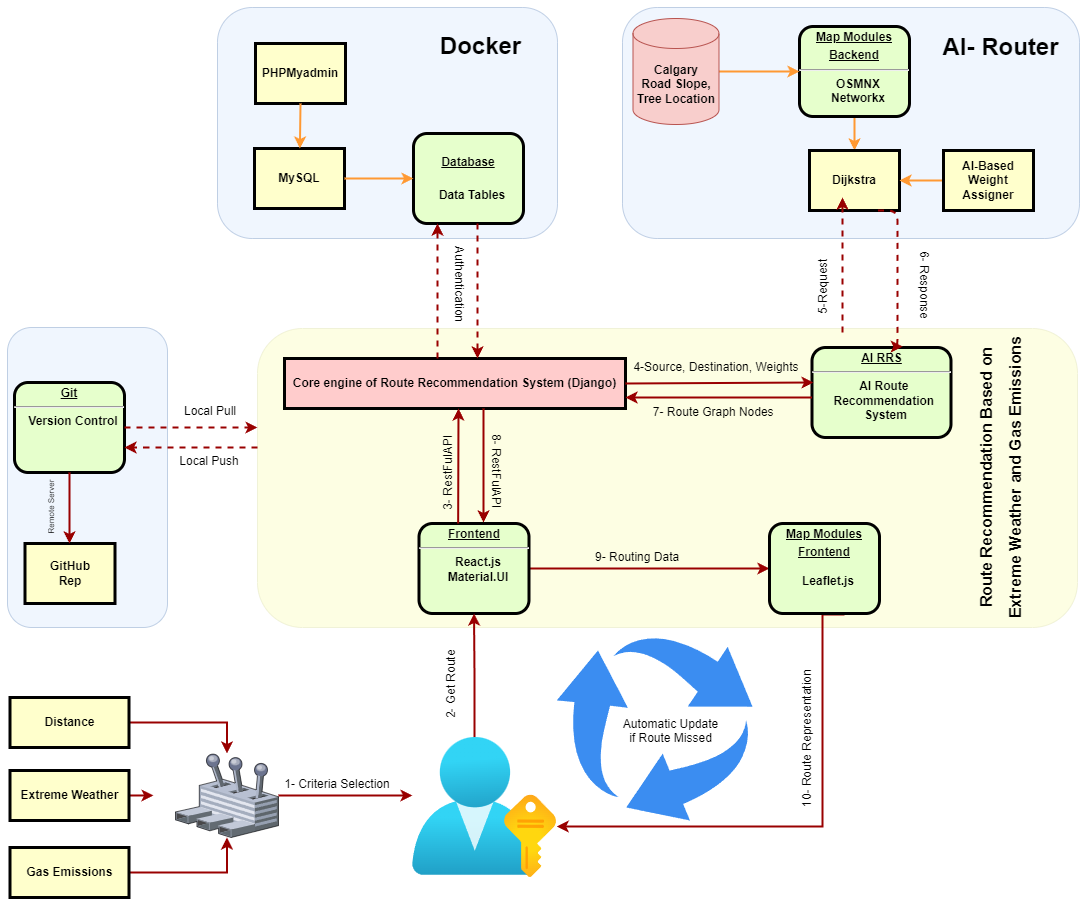 Docker
PHPMyadmin
MySQL
Database
Data Tables
AI- Router
Calgary
Road Slope,
Tree Location
Map Modules
Backend
OSMNX
Networkx
Dijkstra
AI-Based
Weight
Assigner
Authentication
5-Request
6- Response
Git
Version Control
Remote Server
GitHub
Rep
Local Pull
Local Push
Core engine of Route Recommendation System (Django)
4-Source, Destination, Weights
7- Route Graph Nodes
AI RRS
AI Route
Recommendation
System
Route Recommendation Based on
Extreme Weather and Gas Emissions
3- RestFulAPI
8- RestFulAPI
Frontend
React.js
Material.UI
9- Routing Data
Map Modules
Frontend
Leaflet.js
2- Get Route
Automatic Update
if Route Missed
10- Route Representation
Distance
Extreme Weather
Gas Emissions
1- Criteria Selection